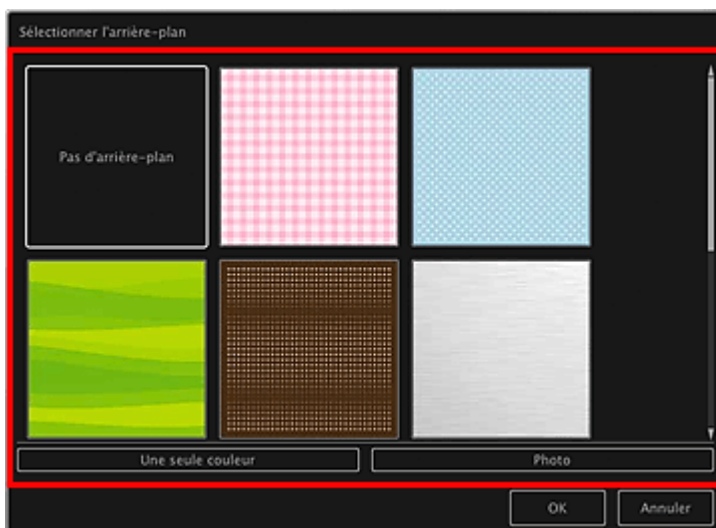 Sélectionner l'arrière-plan
Pas d'arrière-plan
Une seule couleur
Photo
OK
Annuler